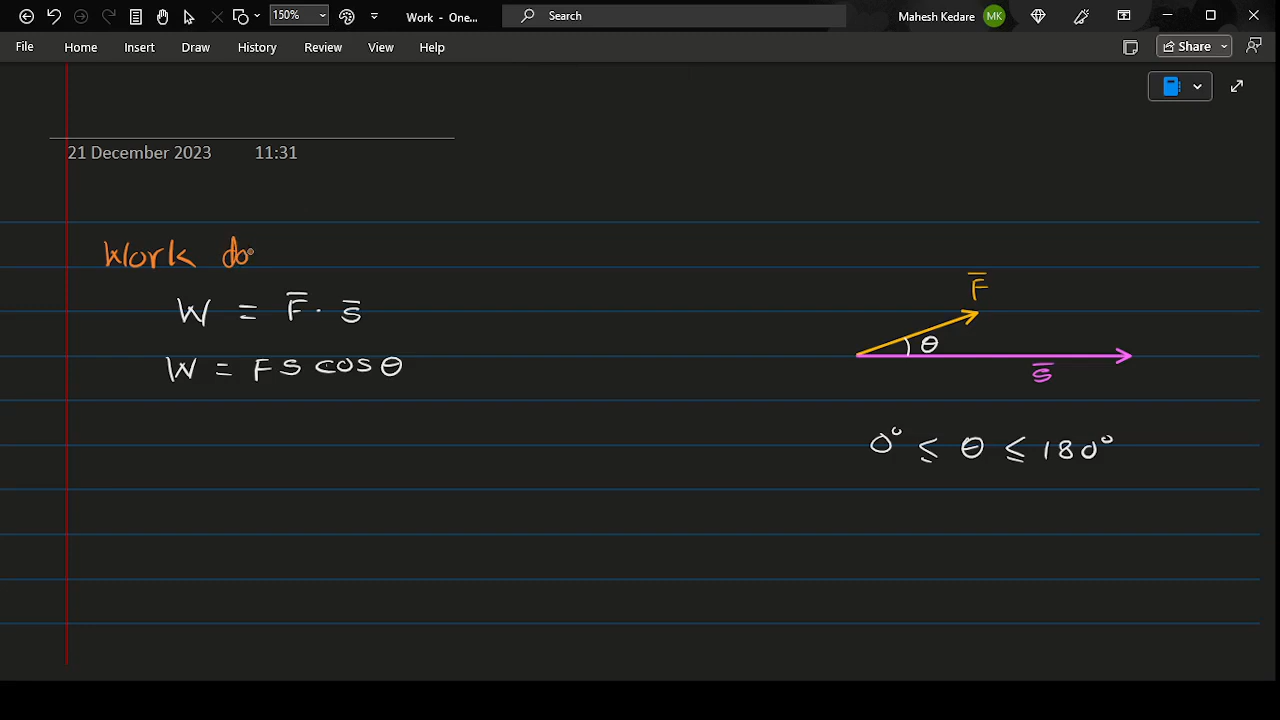 150% Work - One... Search Mahesh Kedare MK
File Home Insert Draw History Review View Help Share
21 December 2023 11:31
Work do
W = F̅ · s̅
W = F S cos θ
F̅
θ
s̅
0° ≤ θ ≤ 180°